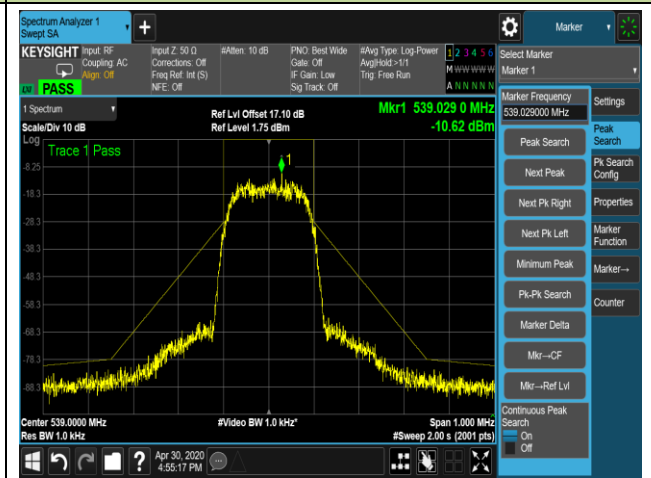 Spectrum Analyzer 1
Swept SA
+
Marker
KEYSIGHT
Input: RF
Coupling: AC
Align: Off
Input Z: 50 Ω
Corrections: Off
Freq Ref: Int (S)
NFE: Off
#Atten: 10 dB
PNO: Best Wide
Gate: Off
IF Gain: Low
Sig Track: Off
#Avg Type: Log-Power
Avg|Hold:>1/1
Trig: Free Run
1 2 3 4 5 6
M W W W W W
A N N N N N
PASS
1 Spectrum
Scale/Div 10 dB
Ref Lvl Offset 17.10 dB
Ref Level 1.75 dBm
Mkr1 539.029 0 MHz
-10.62 dBm
Log
Trace 1 Pass
1
-8.25
-18.3
-28.3
-38.3
-48.3
-58.3
-68.3
-78.3
-88.3
Center 539.0000 MHz
Res BW 1.0 kHz
#Video BW 1.0 kHz*
Span 1.000 MHz
#Sweep 2.00 s (2001 pts)
Select Marker
Marker 1
Marker Frequency
539.029000 MHz
Peak Search
Next Peak
Next Pk Right
Next Pk Left
Minimum Peak
Pk-Pk Search
Marker Delta
Mkr→CF
Mkr→Ref Lvl
Continuous Peak
Search
On
Off
Settings
Peak
Search
Pk Search
Config
Properties
Marker
Function
Marker→
Counter
?
Apr 30, 2020
4:55:17 PM